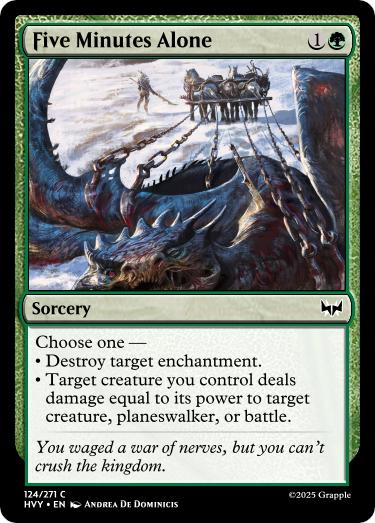 Five Minutes Alone 1
Sorcery
Choose one —
• Destroy target enchantment.
• Target creature you control deals
damage equal to its power to target
creature, planeswalker, or battle.
You waged a war of nerves, but you can't
crush the kingdom.
124/271 C
HVY • EN Andrea De Dominicis
©2025 Grapple